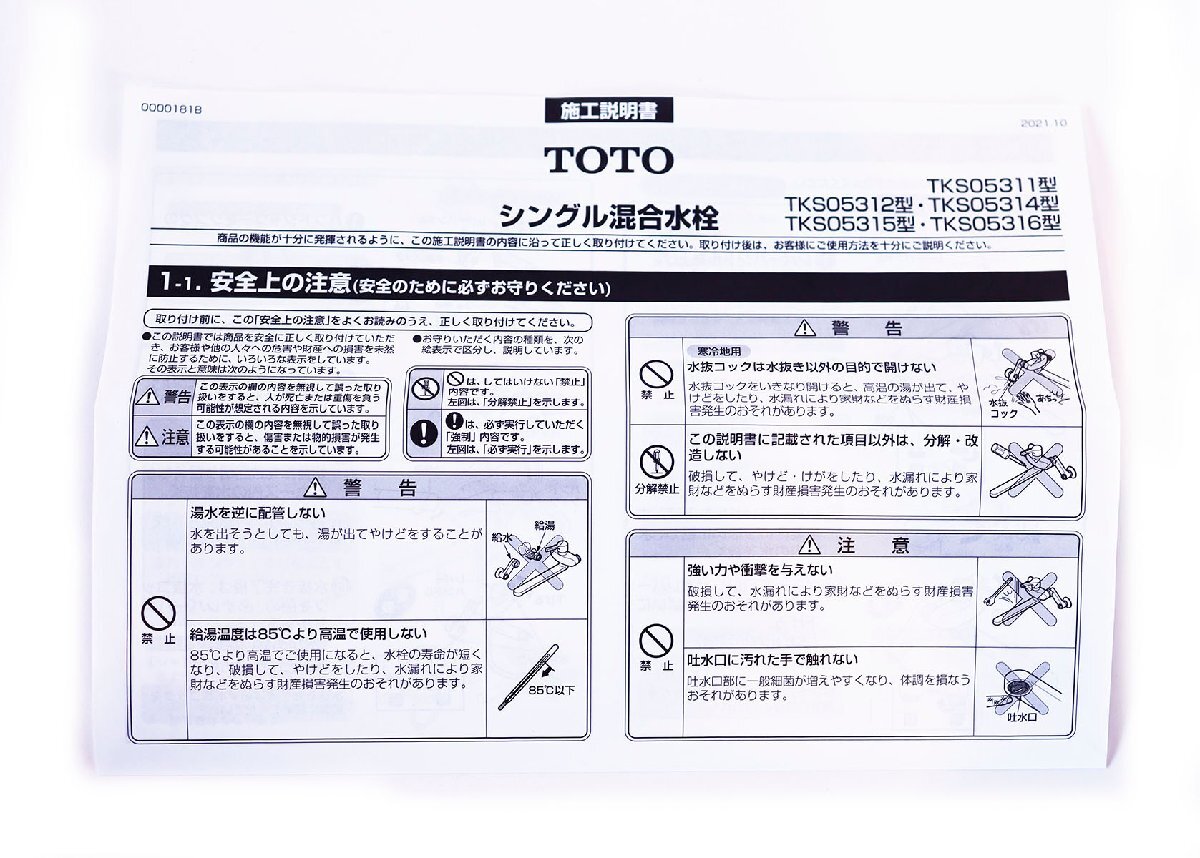 0000181B
施工説明書
2021.10
TOTO
シングル混合水栓
TKS05311型
TKS05312型・TKS05314型
TKS05315型・TKS05316型
商品の機能が十分に発揮されるように、この施工説明書の内容に沿って正しく取り付けてください。取り付け後は、お客様にご使用方法を十分にご説明ください。
1-1. 安全上の注意(安全のために必ずお守りください)
取り付け前に、この「安全上の注意」をよくお読みのうえ、正しく取り付けてください。
●この説明書では商品を安全に正しく取り付けていただ
き、お客様や他の人々への危害や財産への損害を未然
に防止するために、いろいろな表示をしています。
その表示と意味は次のようになっています。
警告
この表示の欄の内容を無視して誤った取り
扱いをすると、人が死亡または重傷を負う
可能性が想定される内容を示しています。
注意
この表示の欄の内容を無視して誤った取り
扱いをすると、傷害または物的損害が発生
する可能性があることを示しています。
●お守りいただく内容の種類を、次の
絵表示で区分し、説明しています。
は、してはいけない「禁止」
内容です。
左図は、「分解禁止」を示します。
は、必ず実行していただく
「強制」内容です。
左図は、「必ず実行」を示します。
警 告
禁 止
湯水を逆に配管しない
水を出そうとしても、湯が出てやけどをすることが
あります。
給水
給湯
給湯温度は85℃より高温で使用しない
85℃より高温でご使用になると、水栓の寿命が短く
なり、破損して、やけどをしたり、水漏れにより家
財などをぬらす財産損害発生のおそれがあります。
85℃以下
警 告
禁 止
寒冷地用
水抜コックは水抜き以外の目的で開けない
水抜コックをいきなり開けると、高温の湯が出て、や
けどをしたり、水漏れにより家財などをぬらす財産損
害発生のおそれがあります。
水抜
コック
分解禁止
この説明書に記載された項目以外は、分解・改
造しない
破損して、やけど・けがをしたり、水漏れにより家
財などをぬらす財産損害発生のおそれがあります。
注 意
禁 止
強い力や衝撃を与えない
破損して、水漏れにより家財などをぬらす財産損害
発生のおそれがあります。
吐水口に汚れた手で触れない
吐水口部に一般細菌が増えやすくなり、体調を損なう
おそれがあります。
吐水口